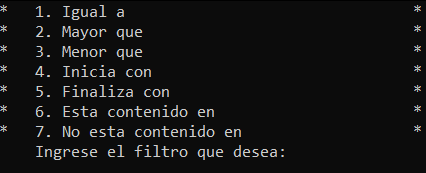 *   1. Igual a                              *
*   2. Mayor que                            *
*   3. Menor que                            *
*   4. Inicia con                           *
*   5. Finaliza con                         *
*   6. Esta contenido en                    *
*   7. No esta contenido en                 *
    Ingrese el filtro que desea: